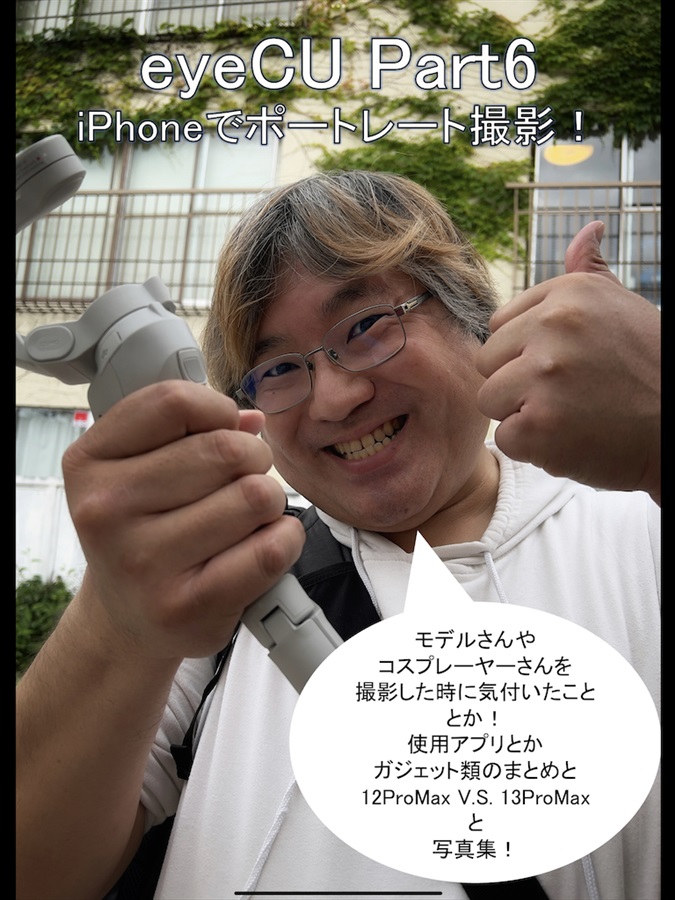 eyeCU Part6
iPhoneでポートレート撮影！
モデルさんや
コスプレーヤーさんを
撮影した時に気付いたこと
とか！
使用アプリとか
ガジェット類のまとめと
12ProMax V.S. 13ProMax
と
写真集！